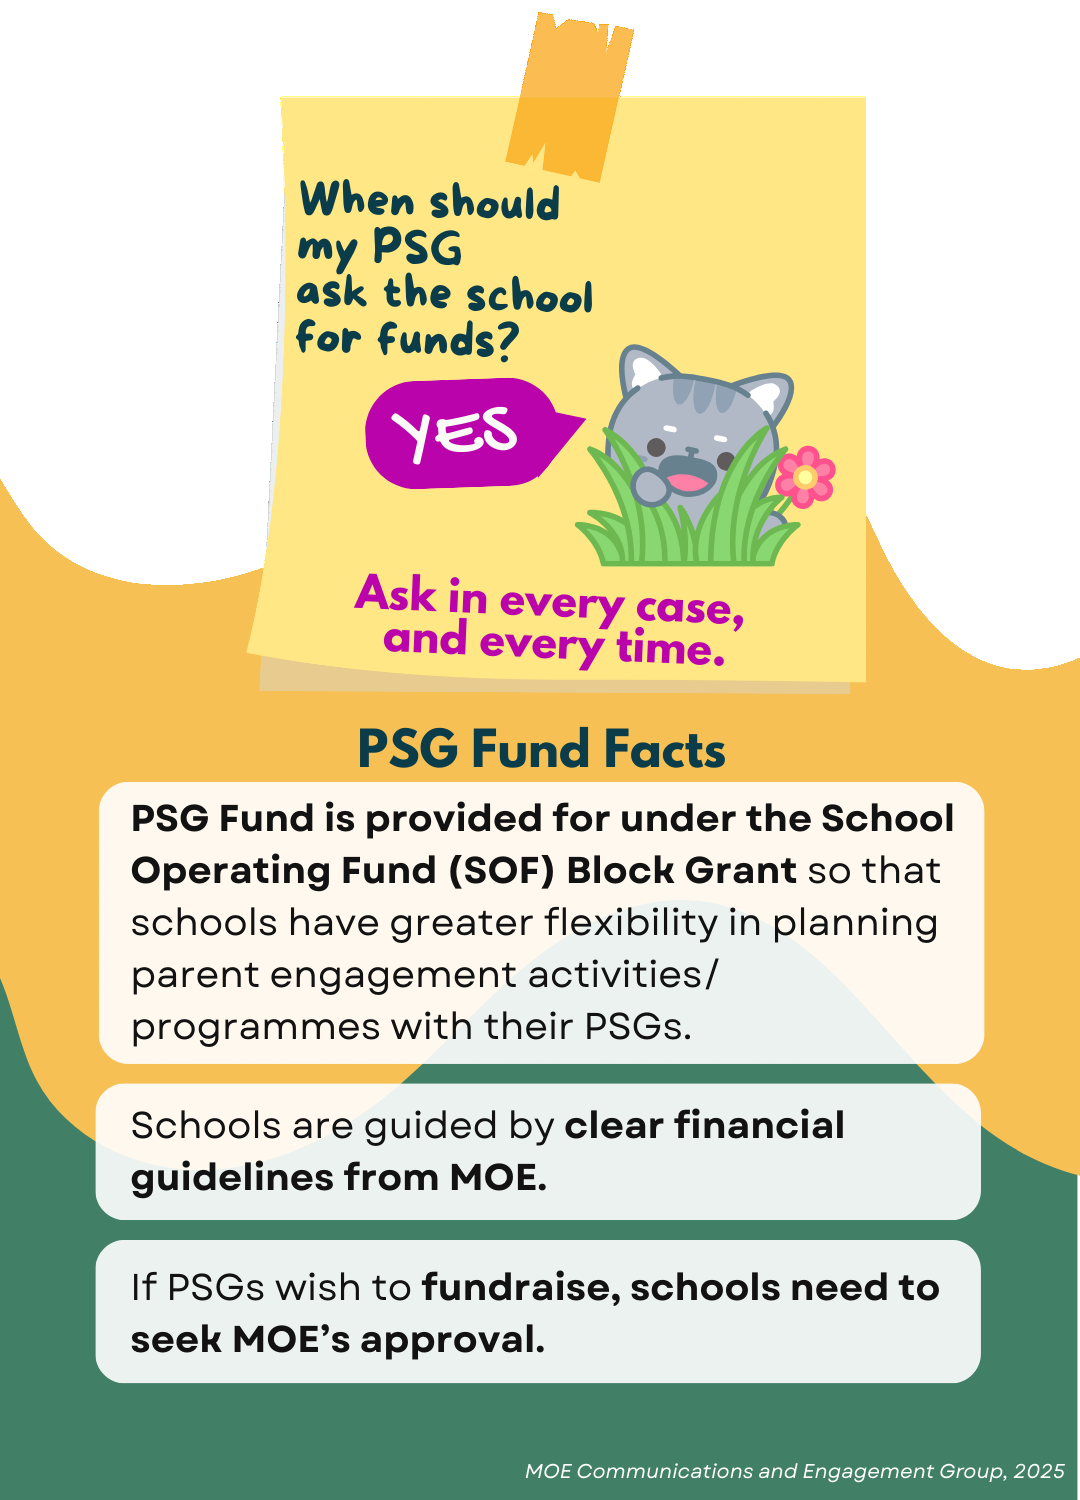 When should
my PSG
ask the school
for funds?
YES
Ask in every case,
and every time.
PSG Fund Facts
PSG Fund is provided for under the School
Operating Fund (SOF) Block Grant so that
schools have greater flexibility in planning
parent engagement activities/
programmes with their PSGs.
Schools are guided by clear financial
guidelines from MOE.
If PSGs wish to fundraise, schools need to
seek MOE’s approval.
MOE Communications and Engagement Group, 2025